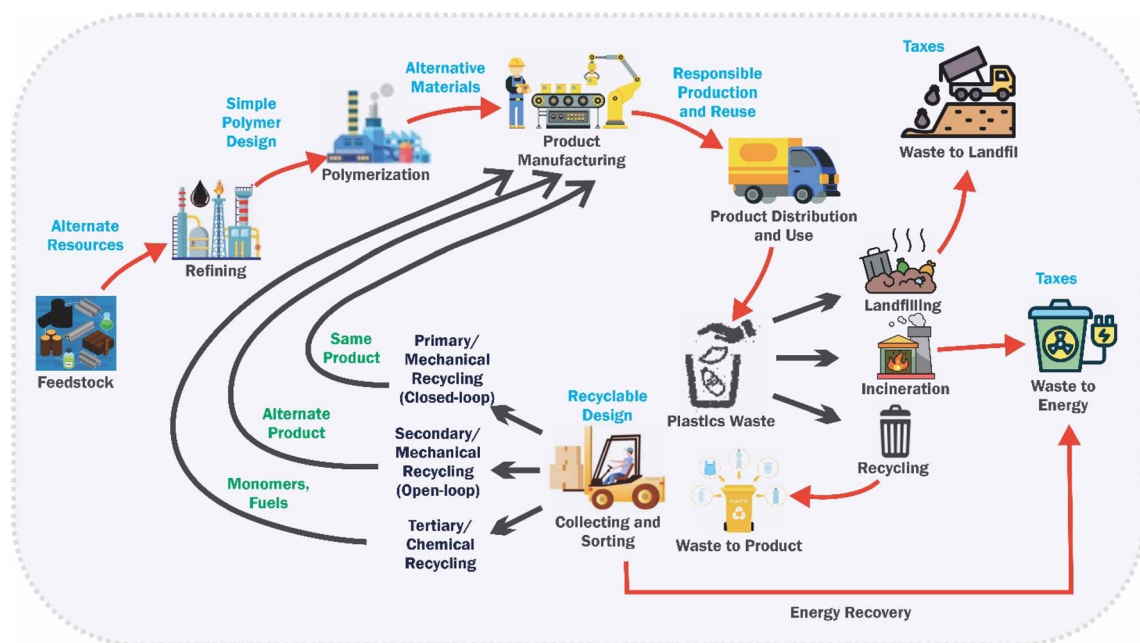 Taxes
Alternative
Materials
Responsible
Production
and Reuse
Simple
Polymer
Design
Product
Manufacturing
Waste to Landfil
Polymerization
Product Distribution
and Use
Alternate
Resources
Refining
Taxes
Landfilling
Feedstock
Same
Product
Primary/
Mechanical
Recycling
(Closed-loop)
Incineration
Waste to
Energy
Recyclable
Design
Plastics Waste
Alternate
Product
Secondary/
Mechanical
Recycling
(Open-loop)
Recycling
Monomers,
Fuels
PLASTIC
Collecting and
Sorting
Waste to Product
Tertiary/
Chemical
Recycling
Energy Recovery